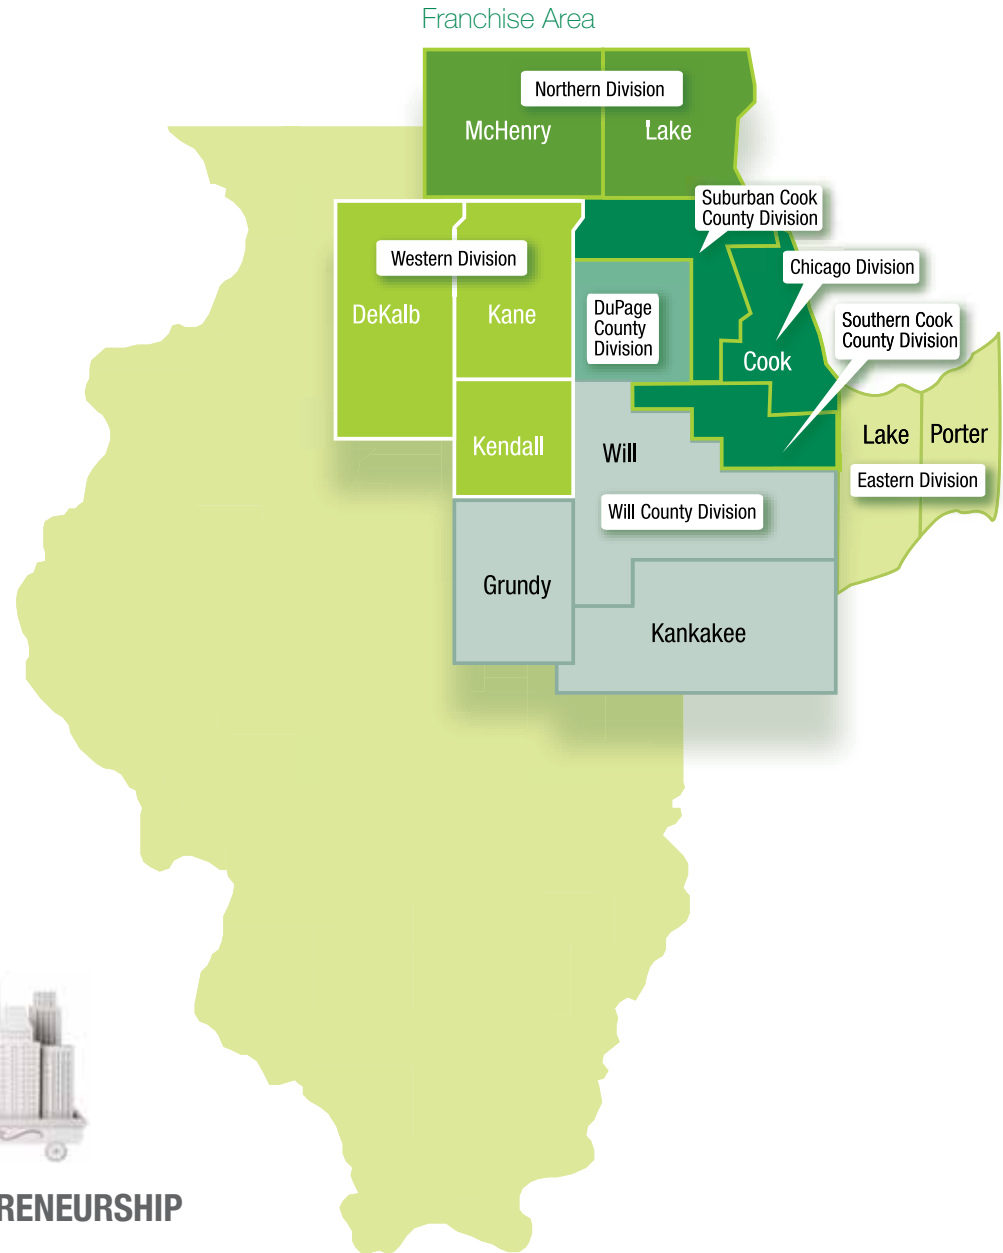 Franchise Area
Northern Division
McHenry
Lake
Suburban Cook
County Division
Western Division
Chicago Division
DeKalb
Kane
DuPage
County
Division
Southern Cook
County Division
Cook
Kendall
Will
Lake
Porter
Eastern Division
Will County Division
Grundy
Kankakee
RENEURSHIP